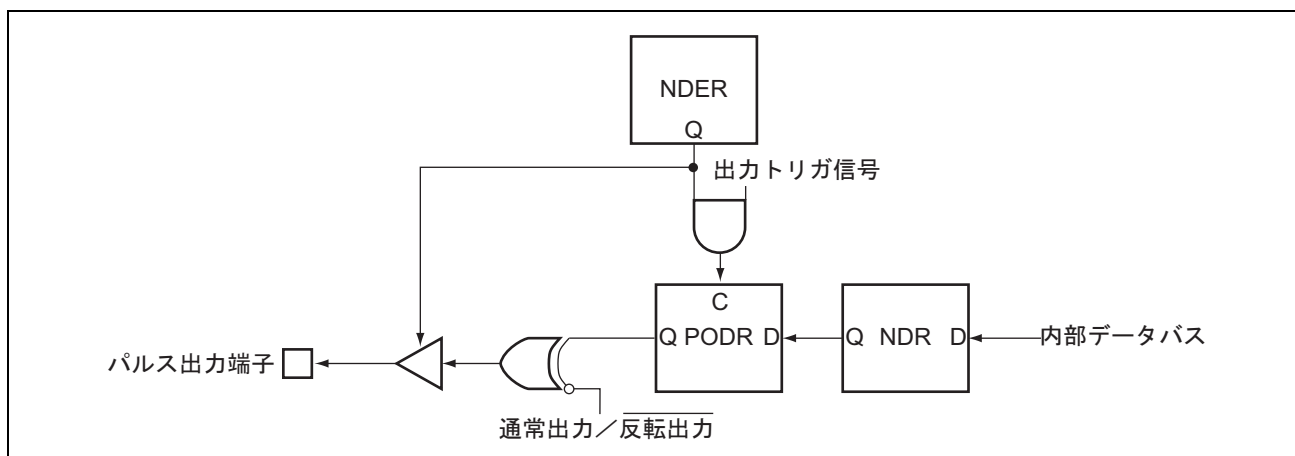 NDER
Q
出力トリガ信号
C
Q PODR D
Q NDR D
内部データバス
パルス出力端子
通常出力／反転出力